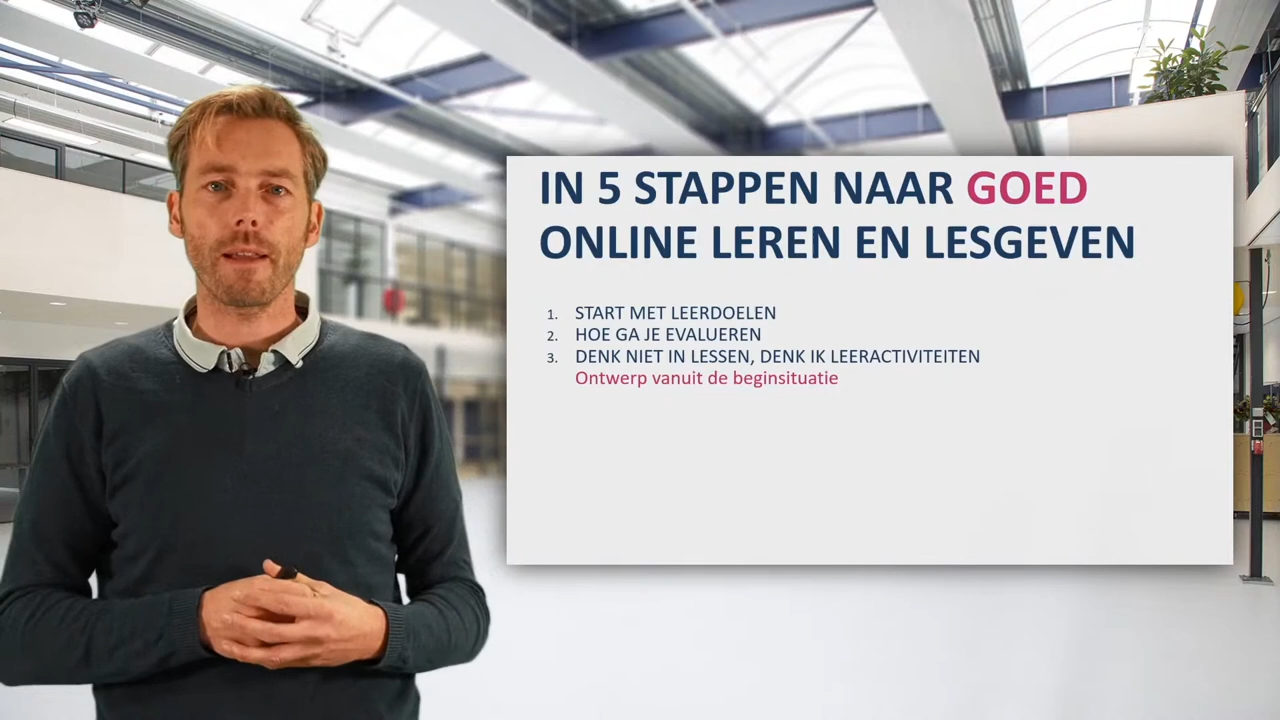 IN 5 STAPPEN NAAR GOED
ONLINE LEREN EN LESGEVEN
1. START MET LEERDOELEN
2. HOE GA JE EVALUEREN
3. DENK NIET IN LESSEN, DENK IK LEERACTIVITEITEN
Ontwerp vanuit de beginsituatie